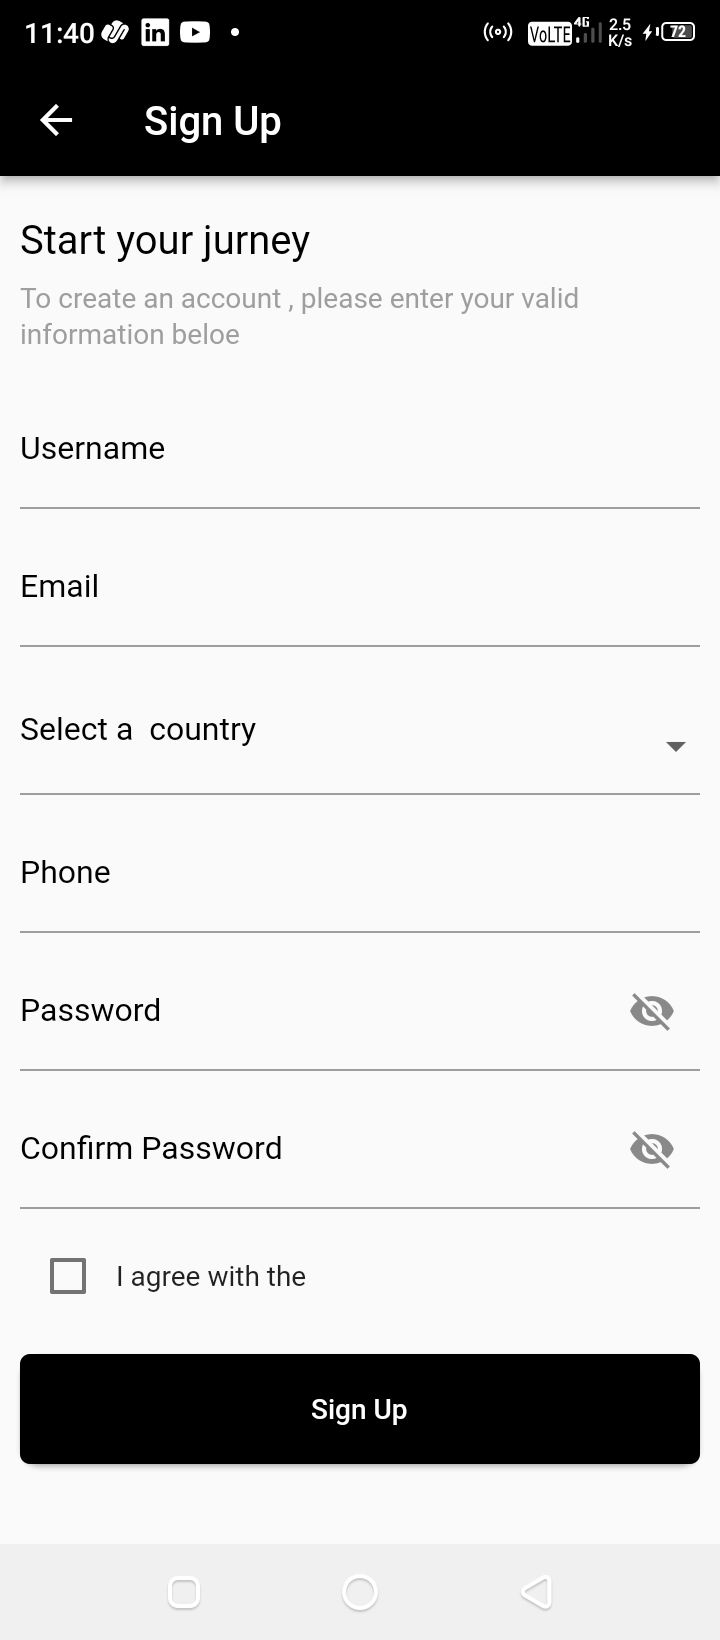 11:40 in VoLTE 4G 2.5 K/s 72
Sign Up
Start your jurney
To create an account , please enter your valid
information beloe
Username
Email
Select a  country
Phone
Password
Confirm Password
I agree with the
Sign Up